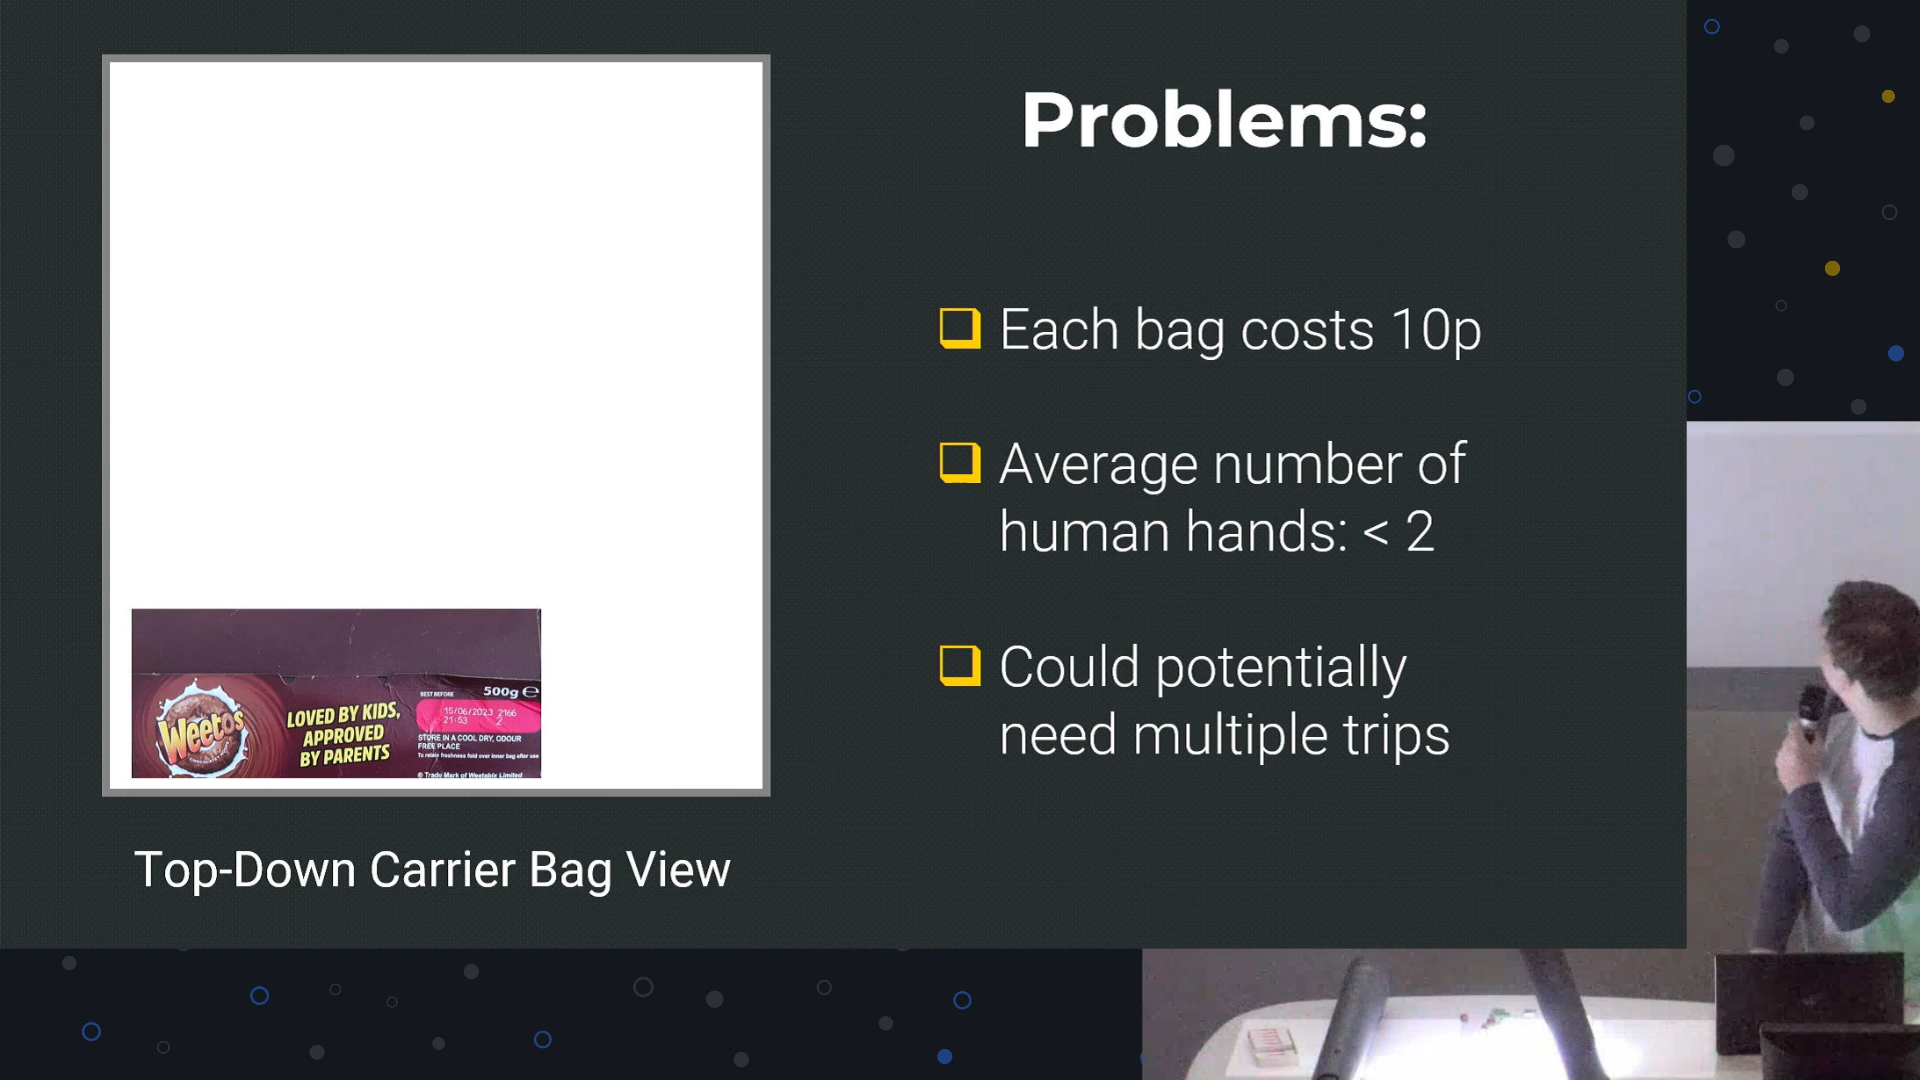 Problems:
Each bag costs 10p
Average number of
human hands: < 2
Could potentially
need multiple trips
Weetos
LOVED BY KIDS,
APPROVED
BY PARENTS
BEST BEFORE
500g e
15/06/2023 2166
21:53 2
STORE IN A COOL DRY, ODOUR
FREE PLACE
To retain freshness fold over inner bag after use
® Trade Mark of Weetabix Limited
Top-Down Carrier Bag View